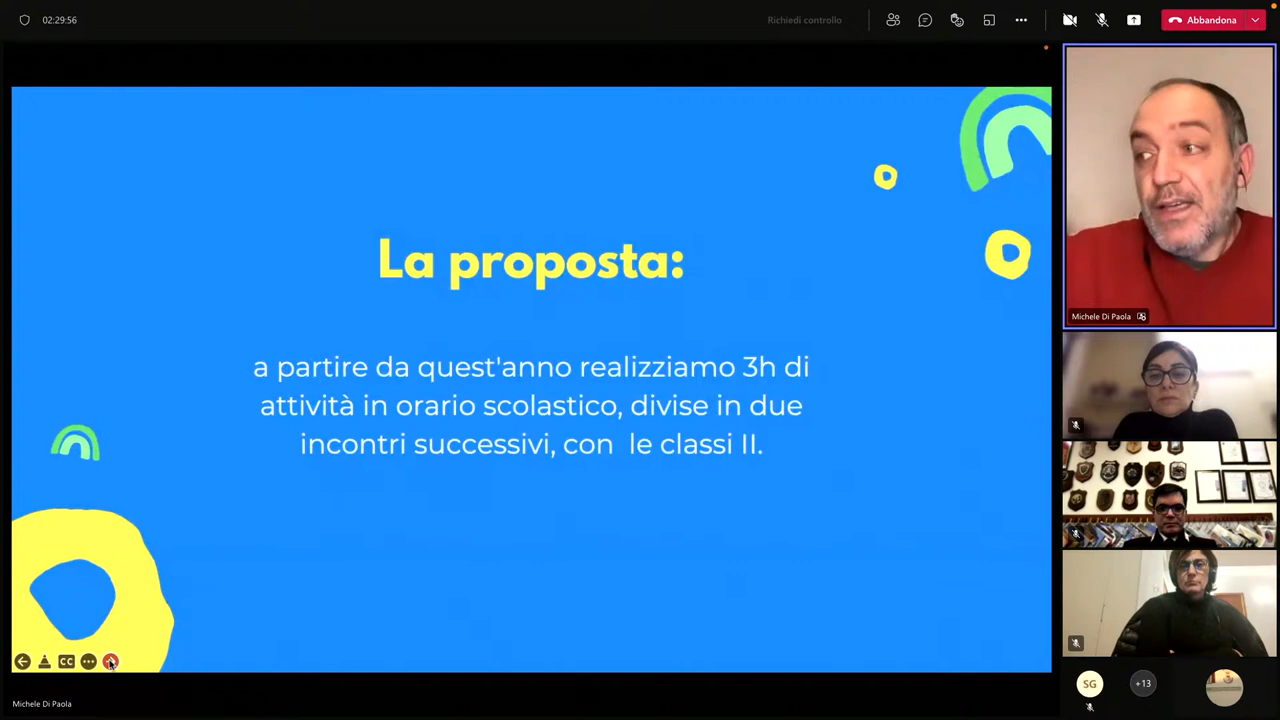 02:29:56
Richiedi controllo
Abbandona
La proposta:
a partire da quest'anno realizziamo 3h di
attività in orario scolastico, divise in due
incontri successivi, con le classi II.
CC
Michele Di Paola
Michele Di Paola
SG
+13